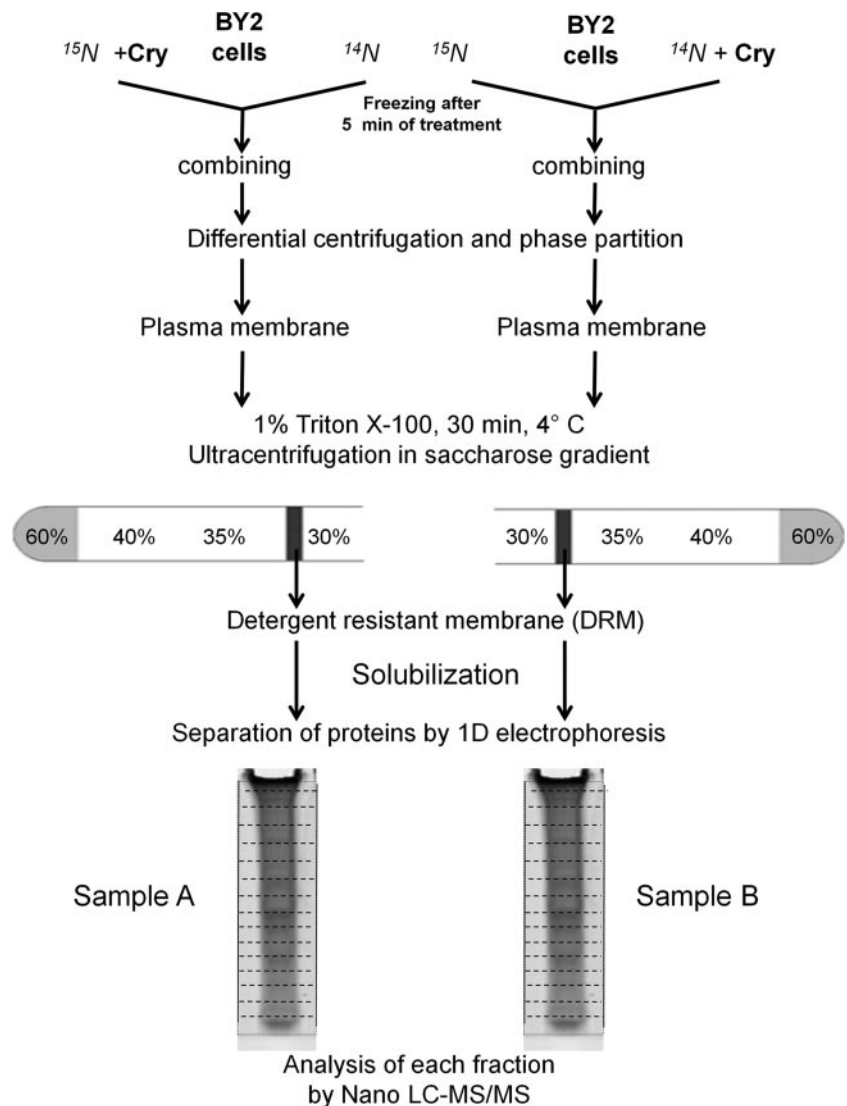 BY2 BY2
¹⁵N +Cry cells ¹⁴N ¹⁵N cells ¹⁴N + Cry
Freezing after
5 min of treatment
combining combining
Differential centrifugation and phase partition
Plasma membrane Plasma membrane
1% Triton X-100, 30 min, 4° C
Ultracentrifugation in saccharose gradient
60% 40% 35% 30% 30% 35% 40% 60%
Detergent resistant membrane (DRM)
Solubilization
Separation of proteins by 1D electrophoresis
Sample A Sample B
Analysis of each fraction
by Nano LC-MS/MS